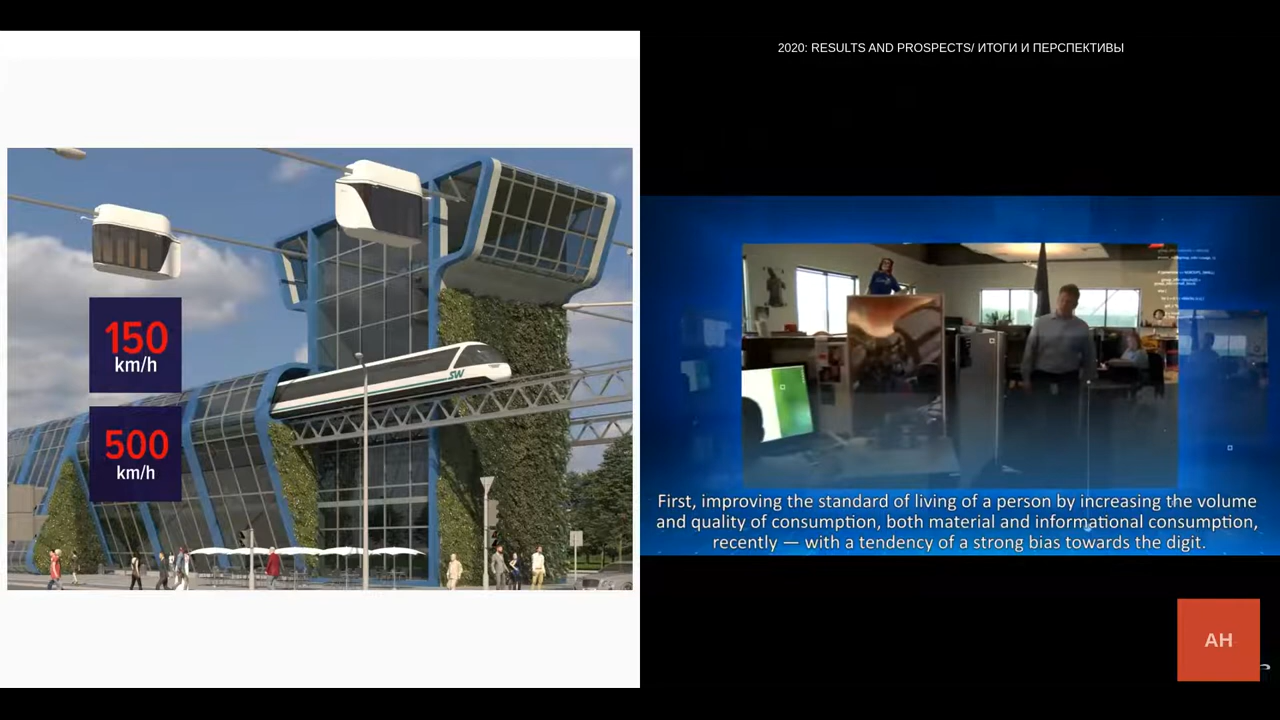 150
km/h
500
km/h
SW
2020: RESULTS AND PROSPECTS/ ИТОГИ И ПЕРСПЕКТИВЫ
First, improving the standard of living of a person by increasing the volume
and quality of consumption, both material and informational consumption,
recently — with a tendency of a strong bias towards the digit.
AH